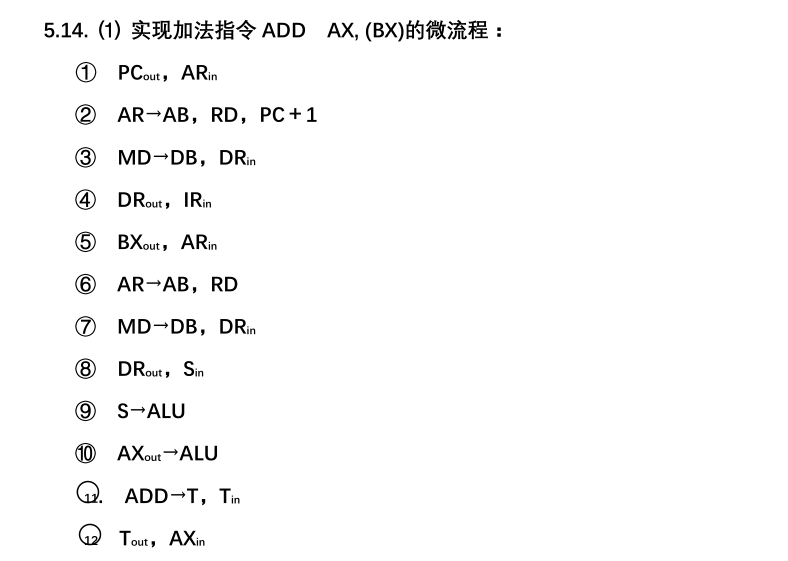 5.14. ⑴ 实现加法指令 ADD AX, (BX)的微流程：
① PCout，ARin
② AR→AB，RD，PC＋1
③ MD→DB，DRin
④ DRout，IRin
⑤ BXout，ARin
⑥ AR→AB，RD
⑦ MD→DB，DRin
⑧ DRout，Sin
⑨ S→ALU
⑩ AXout→ALU
⑪. ADD→T，Tin
⑫ Tout，AXin